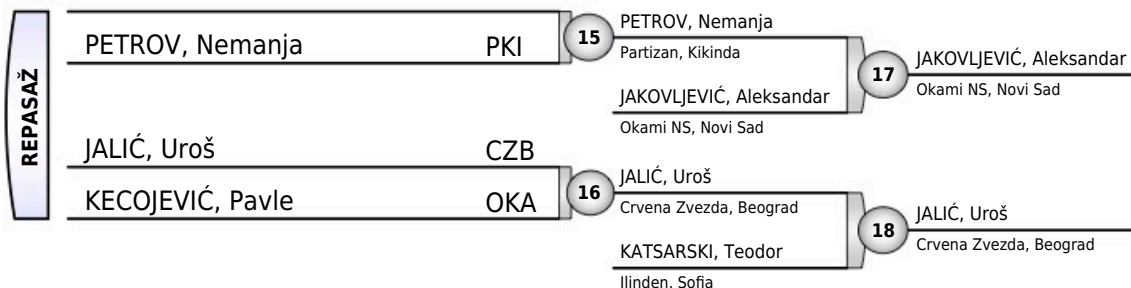 REPASAŽ
PETROV, Nemanja PKI
JALIĆ, Uroš CZB
KECOJEVIĆ, Pavle OKA
15
PETROV, Nemanja
Partizan, Kikinda
JAKOVLJEVIĆ, Aleksandar
Okami NS, Novi Sad
16
JALIĆ, Uroš
Crvena Zvezda, Beograd
KATSARSKI, Teodor
Ilinden, Sofia
17
JAKOVLJEVIĆ, Aleksandar
Okami NS, Novi Sad
18
JALIĆ, Uroš
Crvena Zvezda, Beograd